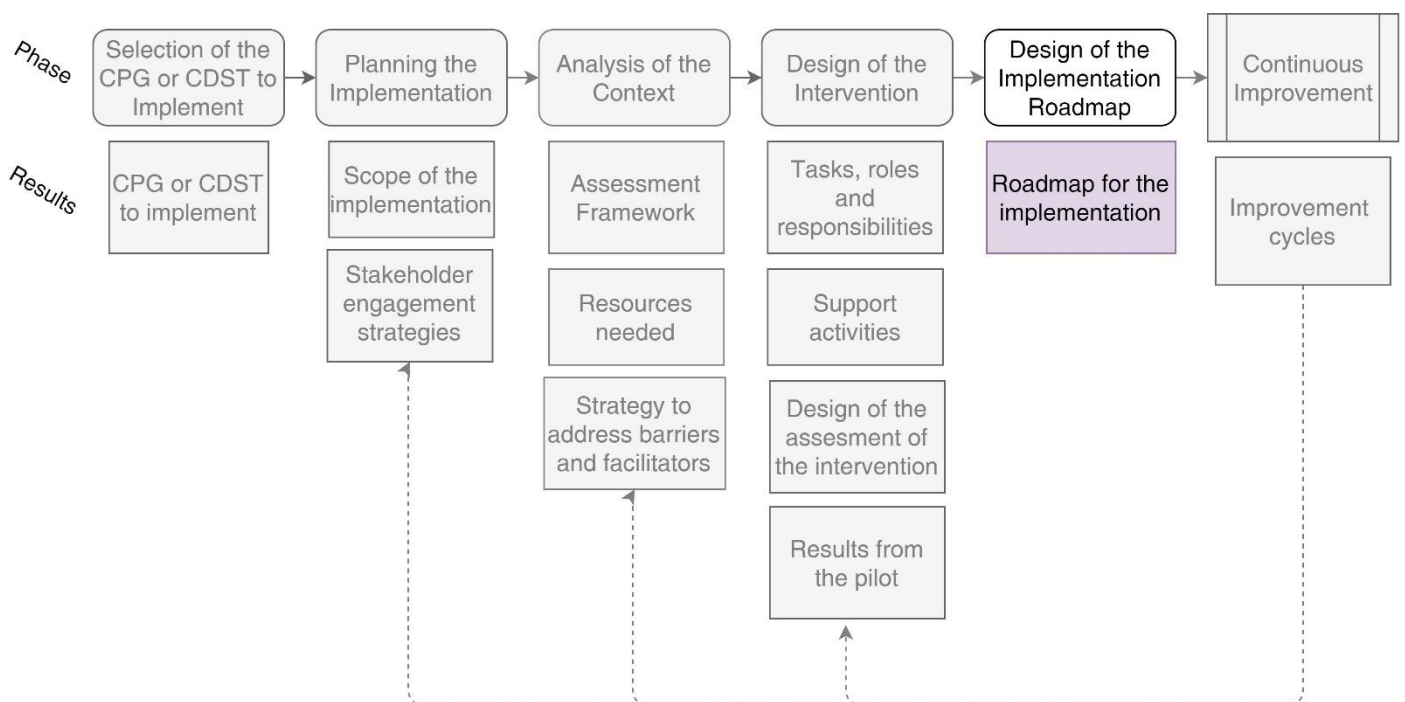 Phase
Selection of the
CPG or CDST to
Implement
Planning the
Implementation
Analysis of the
Context
Design of the
Intervention
Design of the
Implementation
Roadmap
Continuous
Improvement
Results
CPG or CDST
to implement
Scope of the
implementation
Stakeholder
engagement
strategies
Assessment
Framework
Resources
needed
Strategy to
address barriers
and facilitators
Tasks, roles
and
responsibilities
Support
activities
Design of the
assesment of
the intervention
Results from
the pilot
Roadmap for the
implementation
Improvement
cycles